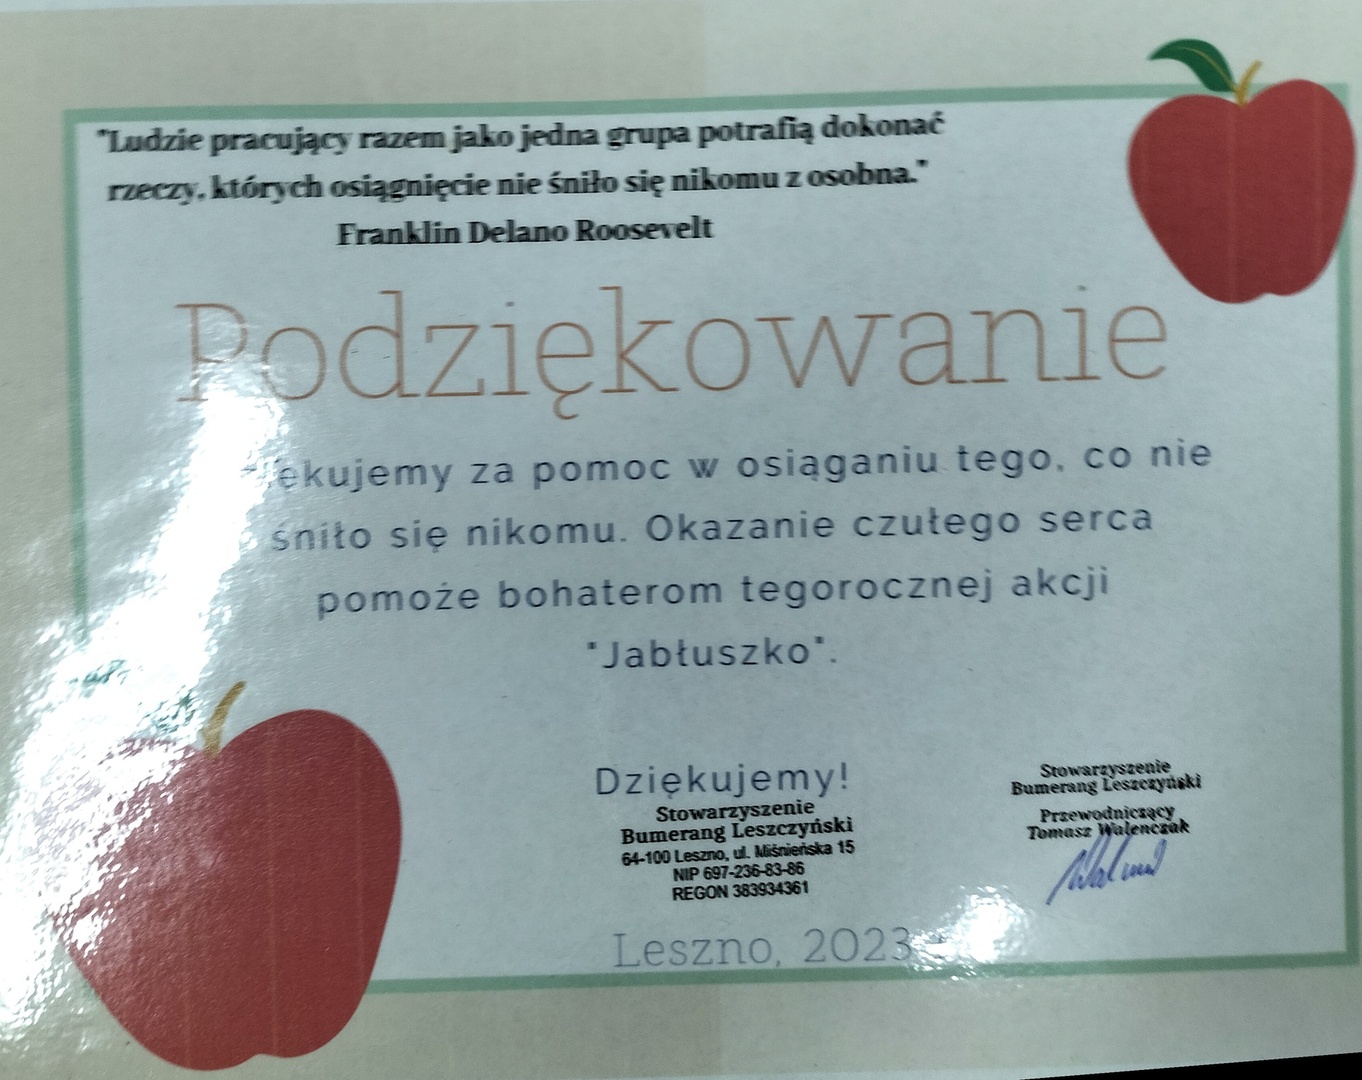 "Ludzie pracujący razem jako jedna grupa potrafią dokonać
rzeczy, których osiągnięcie nie śniło się nikomu z osobna."
Franklin Delano Roosevelt
Podziękowanie
za pomoc w osiąganiu tego, co nie
śniło się nikomu. Okazanie czułego serca
pomoże bohaterom tegorocznej akcji
"Jabłuszko".
Dziękujemy!
Stowarzyszenie
Bumerang Leszczyński
64-100 Leszno, ul. Miśnieńska 15
NIP 697-236-83-86
REGON 383934361
Stowarzyszenie
Bumerang Leszczyński
Przewodniczący
Tomasz Walenczak
Leszno, 2023